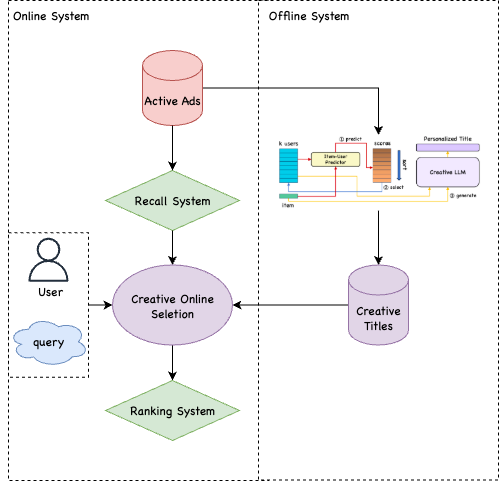 Online System
Offline System
Active Ads
① predict
k users
Item-User
Predictor
scores
sort
Personalized Title
Creative LLM
② select
③ generate
item
Recall System
User
query
Creative Online
Seletion
Creative
Titles
Ranking System